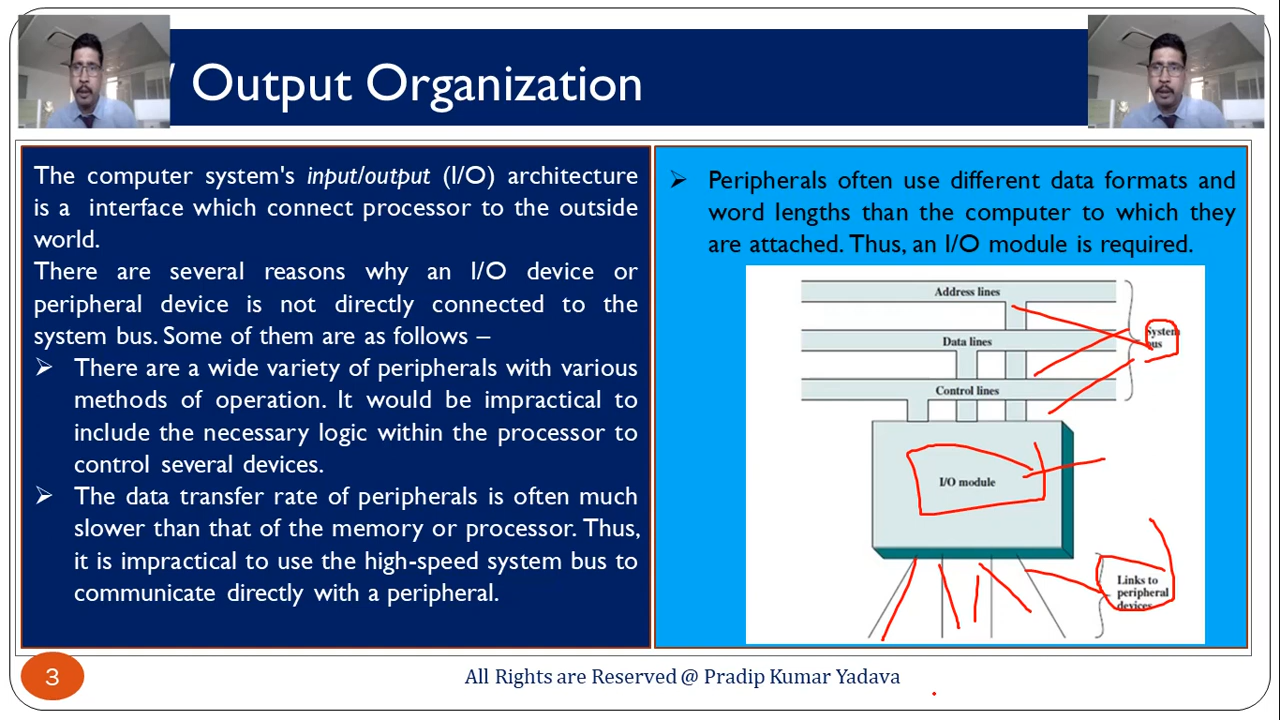 Output Organization
The computer system's input/output (I/O) architecture
is a interface which connect processor to the outside
world.
There are several reasons why an I/O device or
peripheral device is not directly connected to the
system bus. Some of them are as follows –
➢ There are a wide variety of peripherals with various
methods of operation. It would be impractical to
include the necessary logic within the processor to
control several devices.
➢ The data transfer rate of peripherals is often much
slower than that of the memory or processor. Thus,
it is impractical to use the high-speed system bus to
communicate directly with a peripheral.
➢ Peripherals often use different data formats and
word lengths than the computer to which they
are attached. Thus, an I/O module is required.
Address lines
Data lines
Control lines
System
bus
I/O module
Links to
peripheral
devices
3
All Rights are Reserved @ Pradip Kumar Yadava